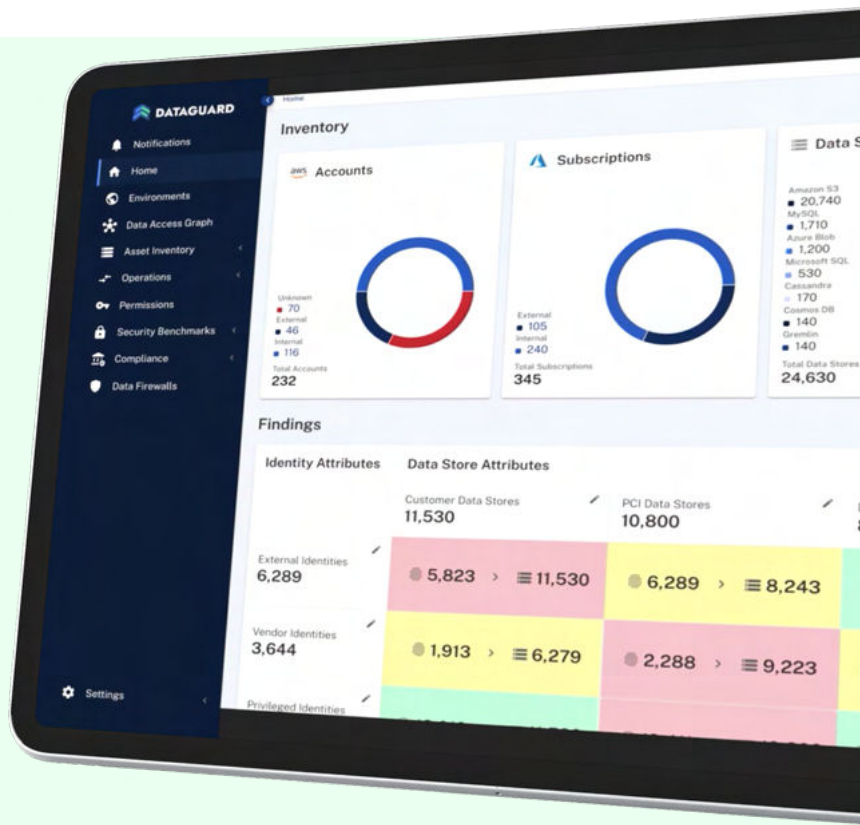 DATAGUARD
Notifications
Home
Environments
Data Access Graph
Asset Inventory
Operations
Permissions
Security Benchmarks
Compliance
Data Firewalls
Settings
Home
Inventory
aws Accounts
Unknown
70
External
46
Internal
116
Total Accounts
232
Subscriptions
External
105
Internal
240
Total Subscriptions
345
Data S
Amazon S3
20,740
MySQL
1,710
Azure Blob
1,200
Microsoft SQL
530
Cassandra
170
Cosmos DB
140
Gremlin
140
Total Data Stores
24,630
Findings
Identity Attributes
Data Store Attributes
Customer Data Stores
11,530
PCI Data Stores
10,800
External Identities
6,289
5,823 > 11,530
6,289 > 8,243
Vendor Identities
3,644
1,913 > 6,279
2,288 > 9,223
Privileged Identities